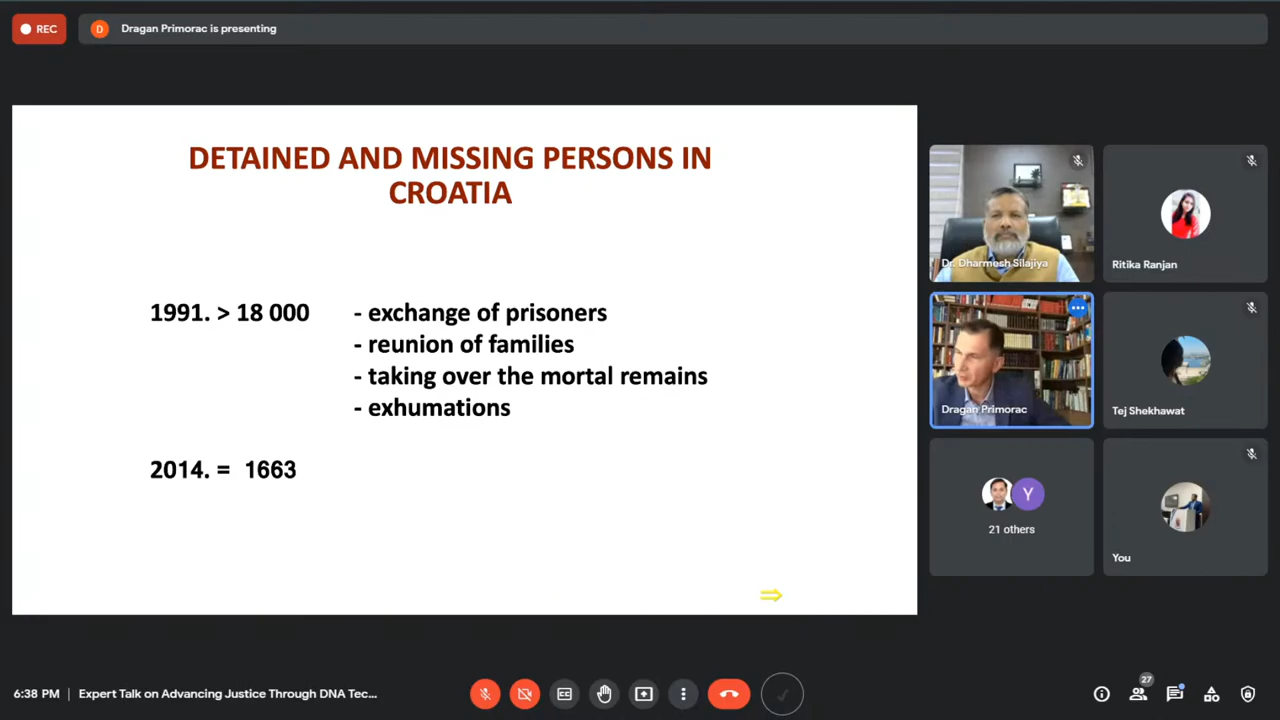 REC
D
Dragan Primorac is presenting
DETAINED AND MISSING PERSONS IN
CROATIA
1991. > 18 000
- exchange of prisoners
- reunion of families
- taking over the mortal remains
- exhumations
2014. = 1663
Dr. Dharmesh Silajiya
Ritika Ranjan
Dragan Primorac
Tej Shekhawat
Y
21 others
You
6:38 PM | Expert Talk on Advancing Justice Through DNA Tec...
CC
27